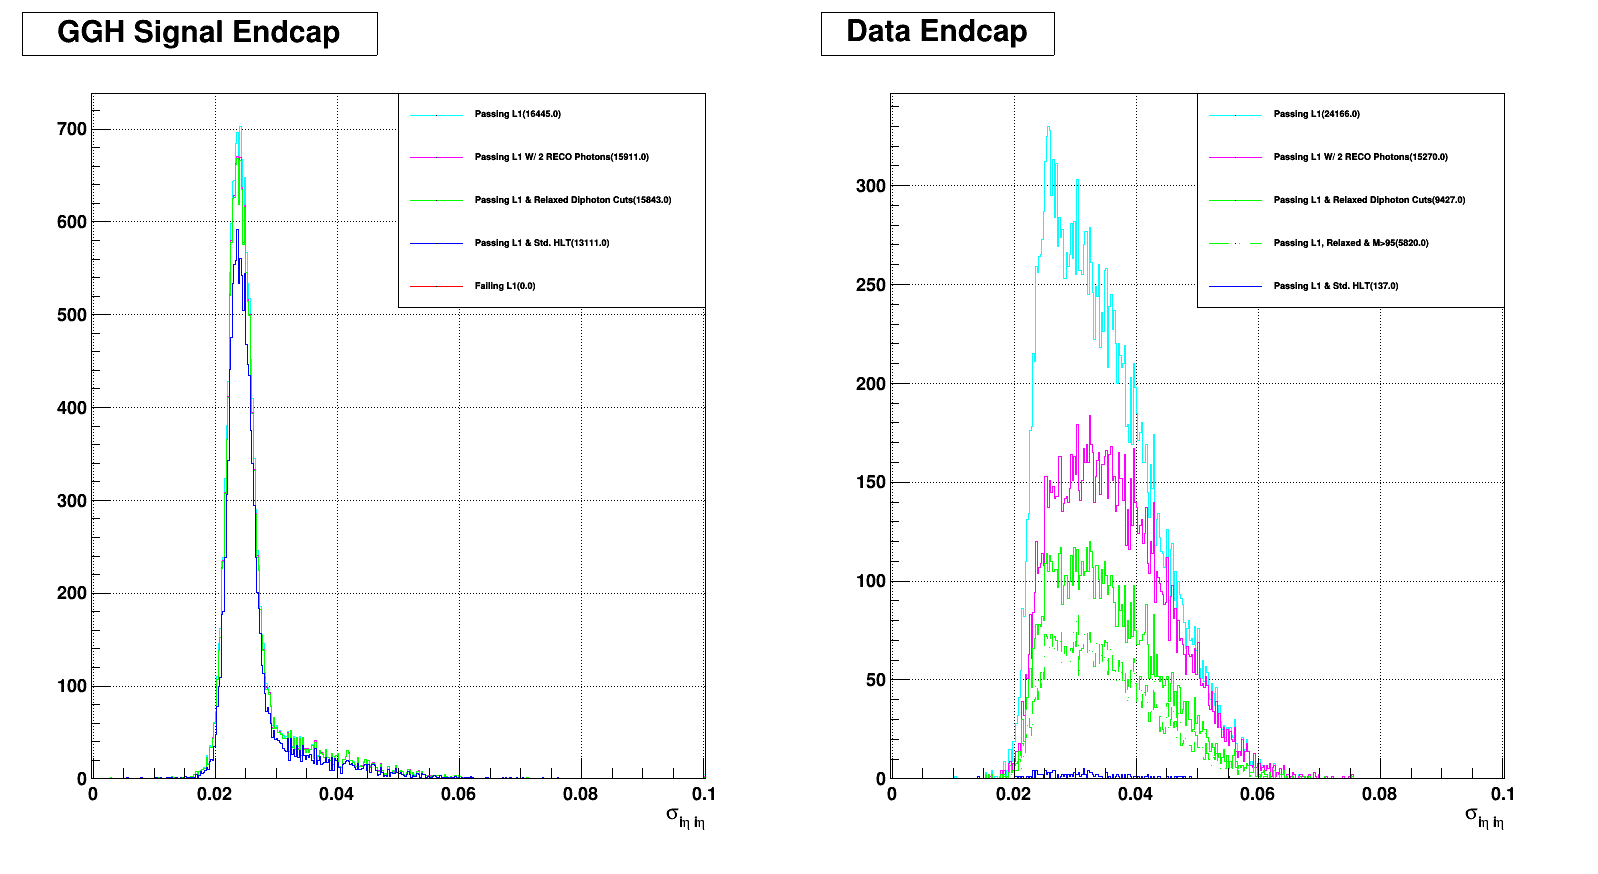 GGH Signal Endcap
Passing L1(16445.0)
Passing L1 W/ 2 RECO Photons(15911.0)
Passing L1 & Relaxed Diphoton Cuts(15843.0)
Passing L1 & Std. HLT(13111.0)
Failing L1(0.0)
700
600
500
400
300
200
100
0
0 0.02 0.04 0.06 0.08 0.1
σiη iη
Data Endcap
Passing L1(24166.0)
Passing L1 W/ 2 RECO Photons(15270.0)
Passing L1 & Relaxed Diphoton Cuts(9427.0)
Passing L1, Relaxed & M>95(5820.0)
Passing L1 & Std. HLT(137.0)
300
250
200
150
100
50
0
0 0.02 0.04 0.06 0.08 0.1
σiη iη